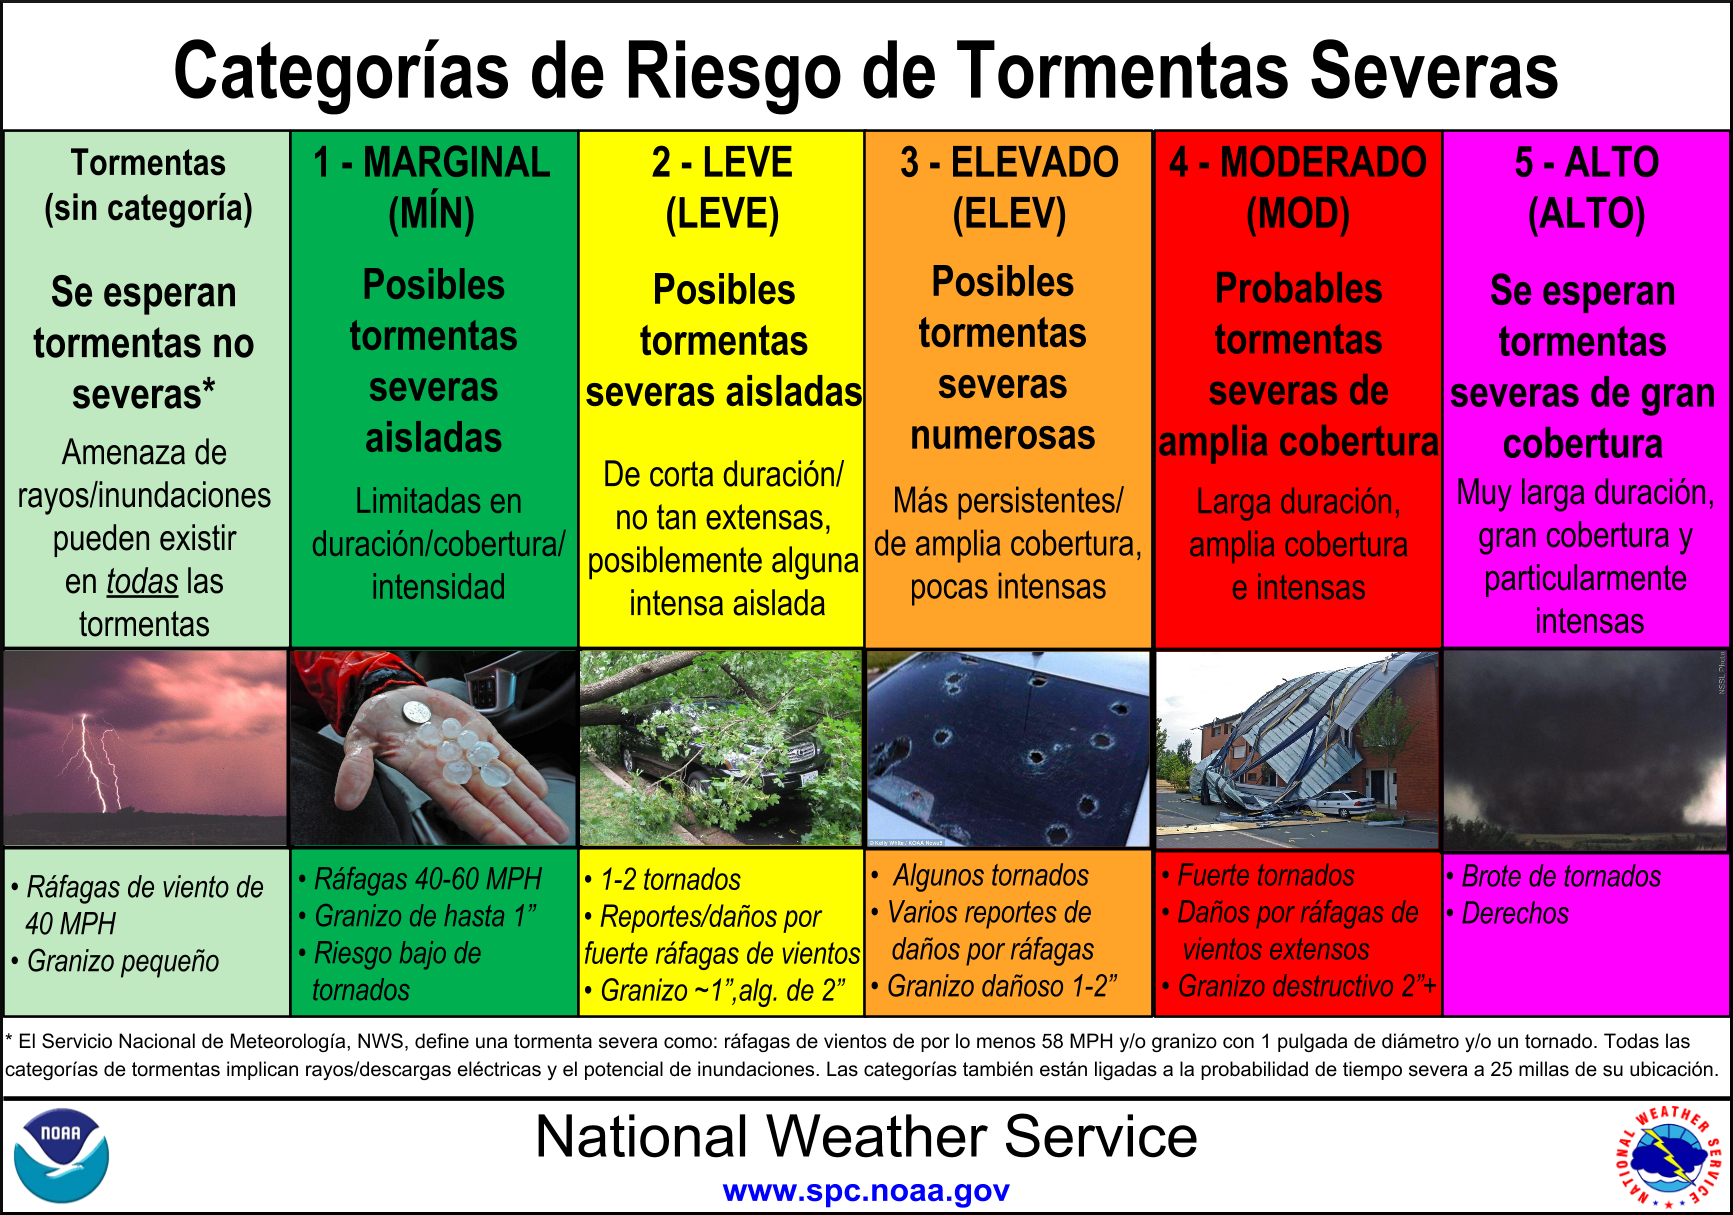 Categorías de Riesgo de Tormentas Severas
Tormentas
(sin categoría)
Se esperan
tormentas no
severas*
Amenaza de
rayos/inundaciones
pueden existir
en todas las
tormentas
1 - MARGINAL
(MÍN)
Posibles
tormentas
severas
aisladas
Limitadas en
duración/cobertura/
intensidad
2 - LEVE
(LEVE)
Posibles
tormentas
severas aisladas
De corta duración/
no tan extensas,
posiblemente alguna
intensa aislada
3 - ELEVADO
(ELEV)
Posibles
tormentas
severas
numerosas
Más persistentes/
de amplia cobertura,
pocas intensas
4 - MODERADO
(MOD)
Probables
tormentas
severas de
amplia cobertura
Larga duración,
amplia cobertura
e intensas
5 - ALTO
(ALTO)
Se esperan
tormentas
severas de gran
cobertura
Muy larga duración,
gran cobertura y
particularmente
intensas
© Kelly White / NOAA News9
NSSL Photo
• Ráfagas de viento de
40 MPH
• Granizo pequeño
• Ráfagas 40-60 MPH
• Granizo de hasta 1”
• Riesgo bajo de
tornados
• 1-2 tornados
• Reportes/daños por
fuerte ráfagas de vientos
• Granizo ~1”,alg. de 2”
• Algunos tornados
• Varios reportes de
daños por ráfagas
• Granizo dañoso 1-2”
• Fuerte tornados
• Daños por ráfagas de
vientos extensos
• Granizo destructivo 2”+
• Brote de tornados
• Derechos
* El Servicio Nacional de Meteorología, NWS, define una tormenta severa como: ráfagas de vientos de por lo menos 58 MPH y/o granizo con 1 pulgada de diámetro y/o un tornado. Todas las
categorías de tormentas implican rayos/descargas eléctricas y el potencial de inundaciones. Las categorías también están ligadas a la probabilidad de tiempo severa a 25 millas de su ubicación.
NOAA
National Weather Service
www.spc.noaa.gov
NATIONAL WEATHER SERVICE